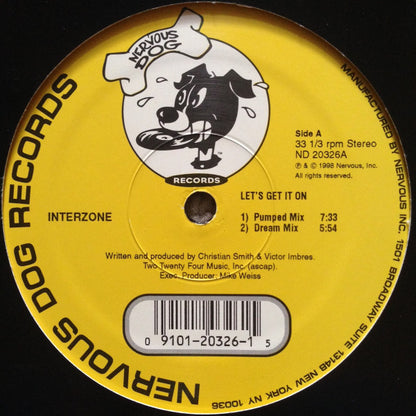 NERVOUS DOG RECORDS
NERVOUS
DOG
RECORDS
Side A
33 1/3 rpm Stereo
ND 20326A
℗ & © 1998 Nervous, Inc.
All rights reserved.
INTERZONE
LET'S GET IT ON
1) Pumped Mix 7:33
2) Dream Mix 5:54
Written and produced by Christian Smith & Victor Imbres.
Two Twenty Four Music, Inc. (ascap).
Exec. Producer: Mike Weiss
0 9101-20326-1 5
MANUFACTURED BY NERVOUS INC. 1501 BROADWAY SUITE 1314B NEW YORK NY 10036